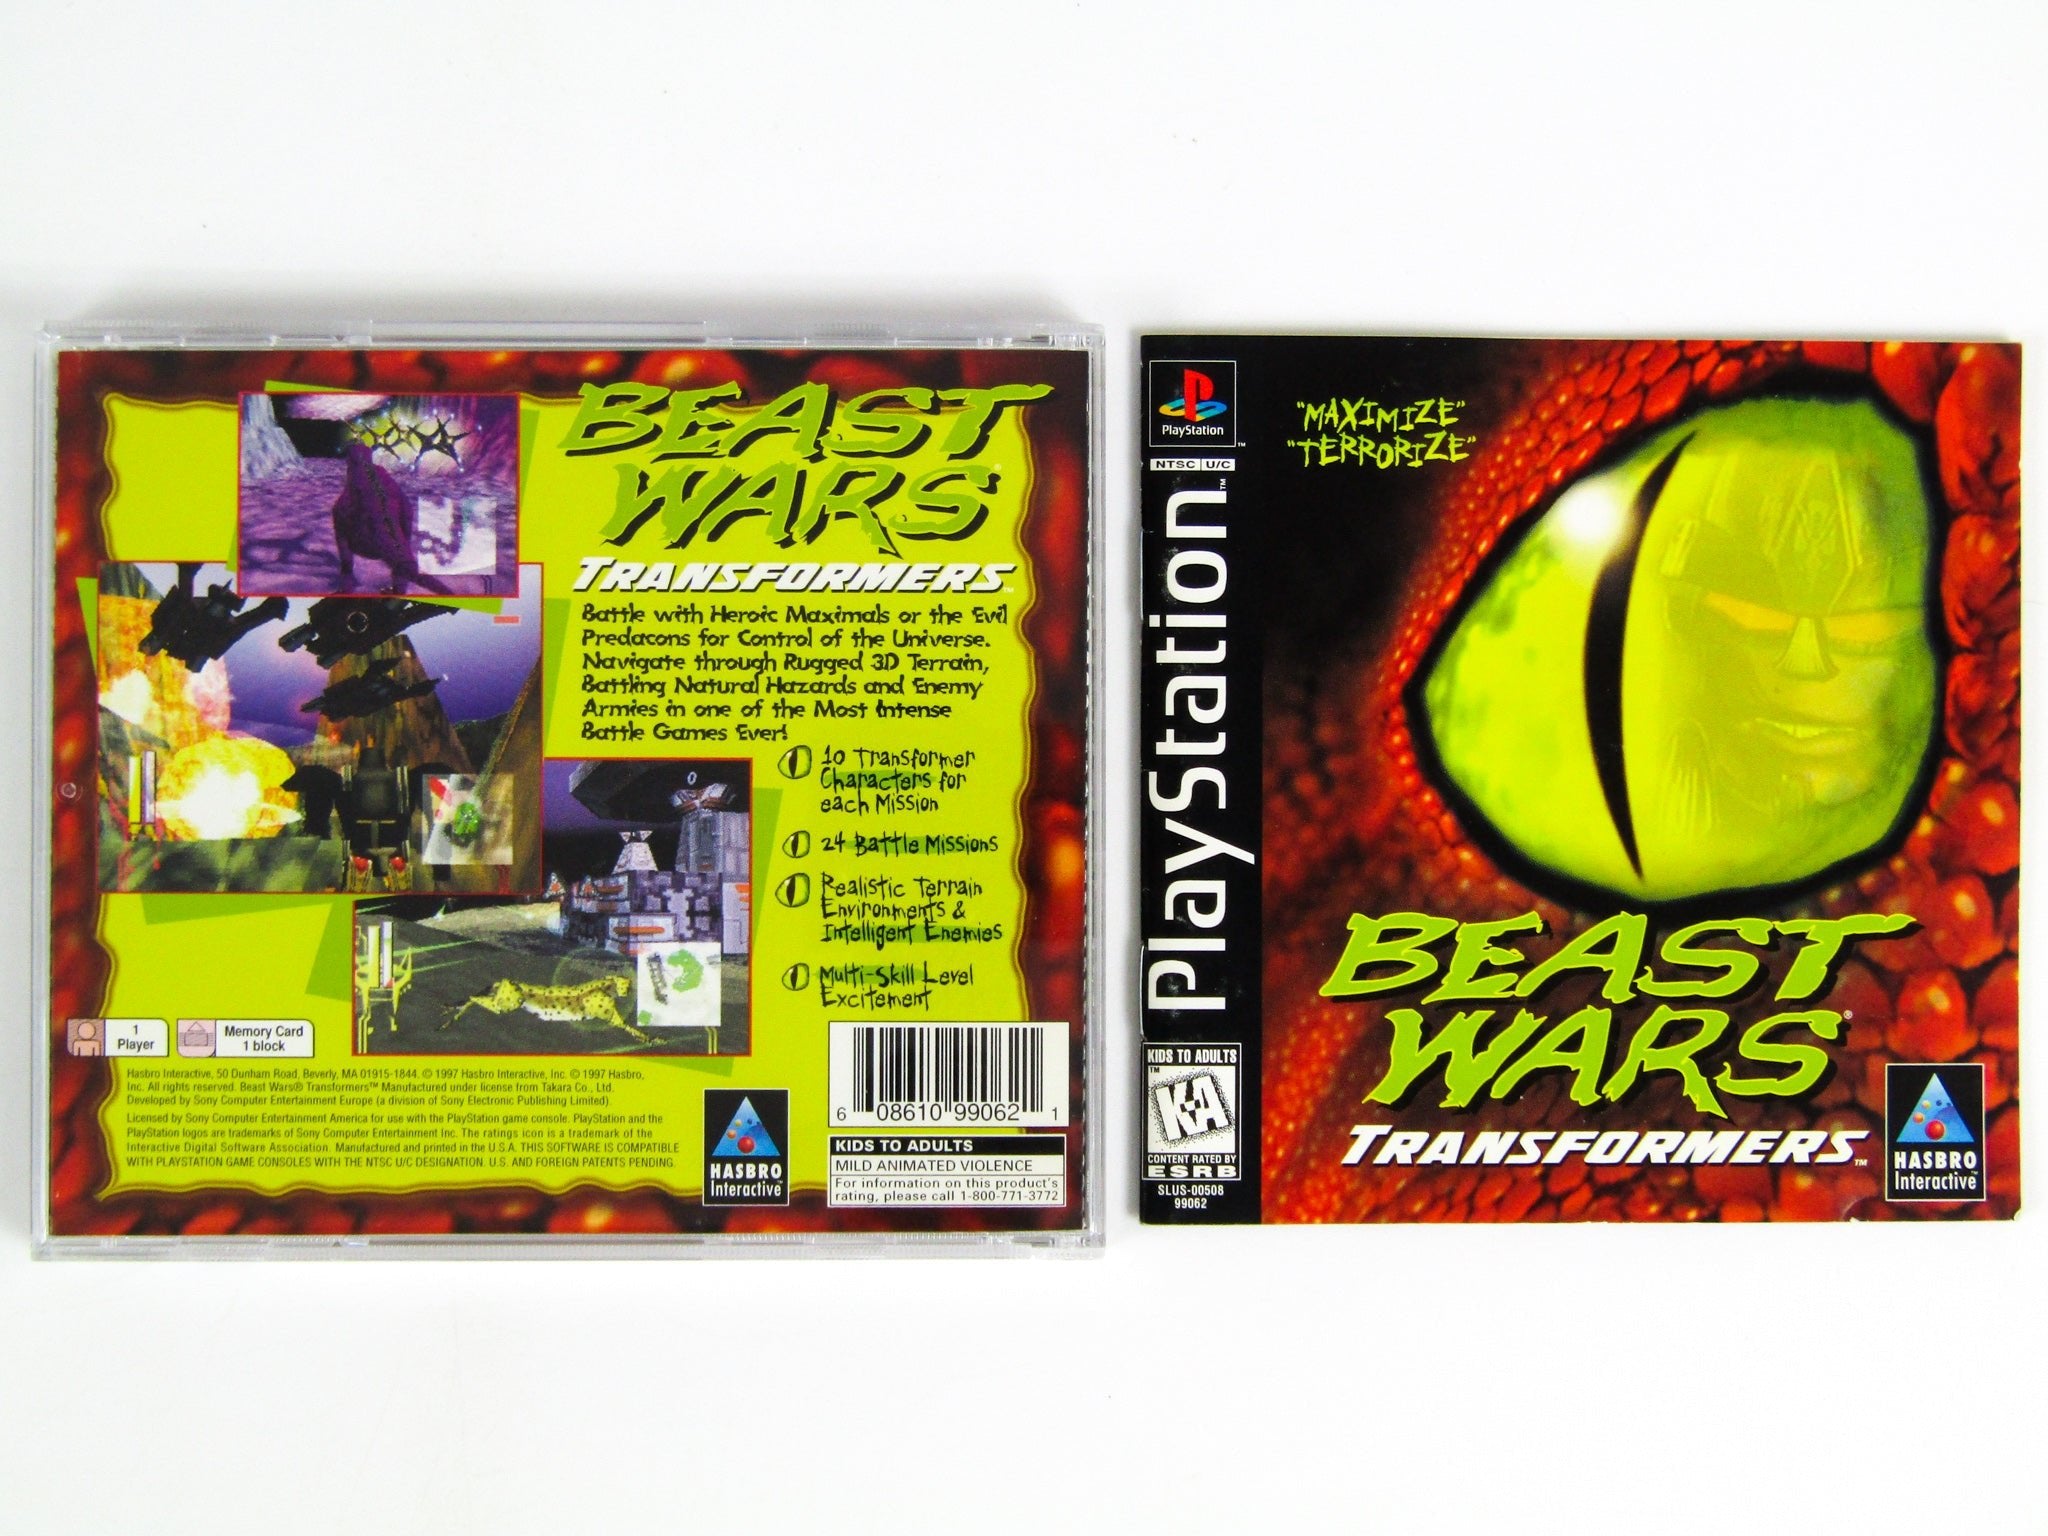 BEAST
WARS®
TRANSFORMERS™
Battle with Heroic Maximals or the Evil
Predacons for Control of the Universe.
Navigate through Rugged 3D Terrain,
Battling Natural Hazards and Enemy
Armies in one of the Most Intense
Battle Games Ever!
10 Transformer
Characters for
each Mission
24 Battle Missions
Realistic Terrain
Environments &
Intelligent Enemies
Multi-Skill Level
Excitement
0
1
Player
Memory Card
1 block
Hasbro Interactive, 50 Dunham Road, Beverly, MA 01915-1844. © 1997 Hasbro Interactive, Inc. © 1997 Hasbro,
Inc. All rights reserved. Beast Wars® Transformers™ Manufactured under license from Takara Co., Ltd.
Developed by Sony Computer Entertainment Europe (a division of Sony Electronic Publishing Limited).
Licensed by Sony Computer Entertainment America for use with the PlayStation game console. PlayStation and the
PlayStation logos are trademarks of Sony Computer Entertainment Inc. The ratings icon is a trademark of the
Interactive Digital Software Association. Manufactured and printed in the U.S.A. THIS SOFTWARE IS COMPATIBLE
WITH PLAYSTATION GAME CONSOLES WITH THE NTSC U/C DESIGNATION. U.S. AND FOREIGN PATENTS PENDING.
HASBRO
Interactive™
6 08610 99062 1
KIDS TO ADULTS
MILD ANIMATED VIOLENCE
For information on this product's
rating, please call 1-800-771-3772
PlayStation™
NTSC U/C
PlayStation™
KIDS TO ADULTS
™
K-A
CONTENT RATED BY
ESRB
SLUS-00508
99062
"MAXIMIZE"
"TERRORIZE"
BEAST
WARS®
TRANSFORMERS™
HASBRO
Interactive™